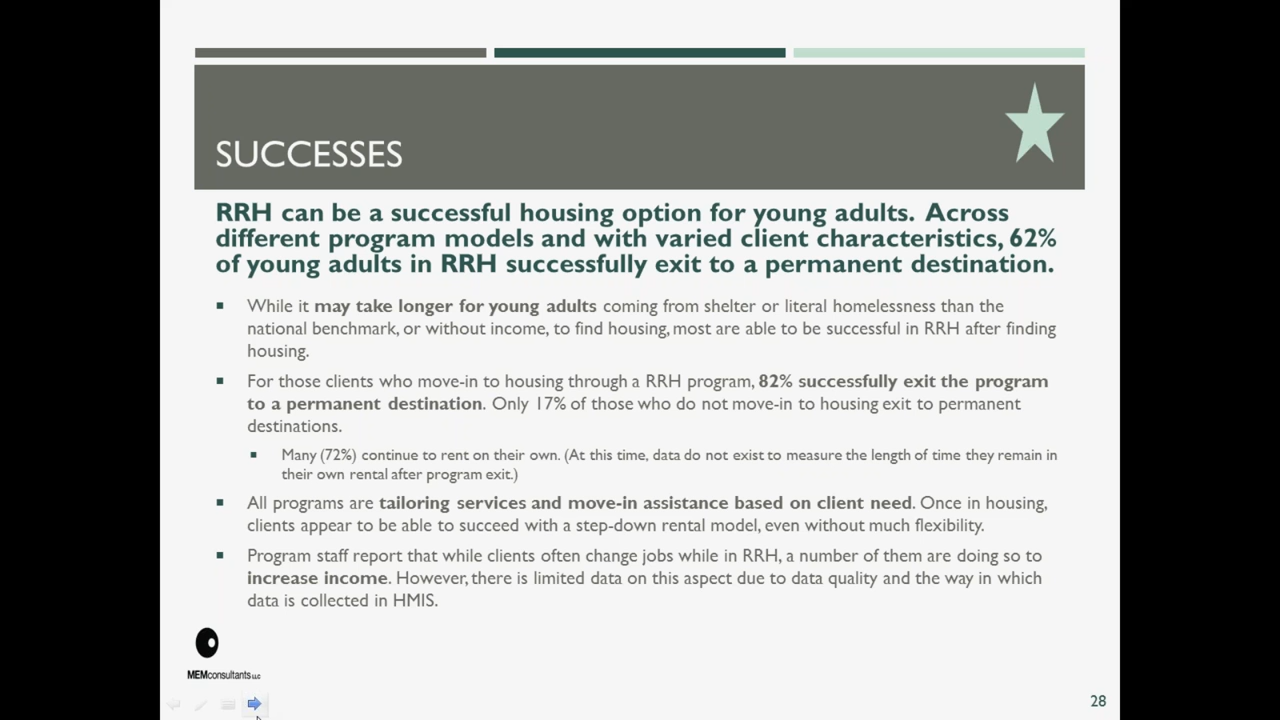 SUCCESSES
RRH can be a successful housing option for young adults. Across
different program models and with varied client characteristics, 62%
of young adults in RRH successfully exit to a permanent destination.
▪ While it may take longer for young adults coming from shelter or literal homelessness than the
national benchmark, or without income, to find housing, most are able to be successful in RRH after finding
housing.
▪ For those clients who move-in to housing through a RRH program, 82% successfully exit the program
to a permanent destination. Only 17% of those who do not move-in to housing exit to permanent
destinations.
▪ Many (72%) continue to rent on their own. (At this time, data do not exist to measure the length of time they remain in
their own rental after program exit.)
▪ All programs are tailoring services and move-in assistance based on client need. Once in housing,
clients appear to be able to succeed with a step-down rental model, even without much flexibility.
▪ Program staff report that while clients often change jobs while in RRH, a number of them are doing so to
increase income. However, there is limited data on this aspect due to data quality and the way in which
data is collected in HMIS.
MEMconsultants LLC
28